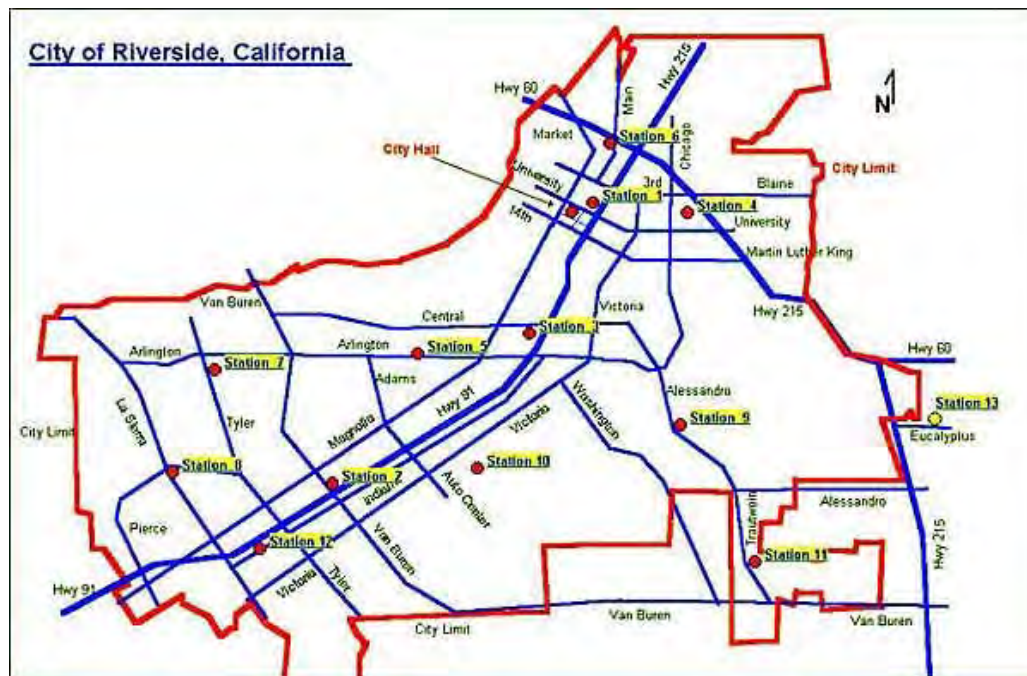 City of Riverside, California
Hwy 60
Main
Hwy 215
N
Market
Station 6
Chicago
City Hall
City Limit
University
3rd
Blaine
Station 1
Station 4
14th
University
Martin Luther King
Van Buren
Victoria
Hwy 215
Central
Station 3
Arlington
Arlington
Station 5
Hwy 60
Station 7
Adams
Hwy 91
Alessandro
Washington
Station 13
La Sierra
Tyler
Magnolia
Victoria
Station 9
City Limit
Eucalyptus
Station 8
Station 10
Station 2
Indiana
Auto Center
Alessandro
Pierce
Van Buren
Trautwein
Hwy 215
Station 12
Station 11
Hwy 91
Victoria
Tyler
City Limit
Van Buren
Van Buren